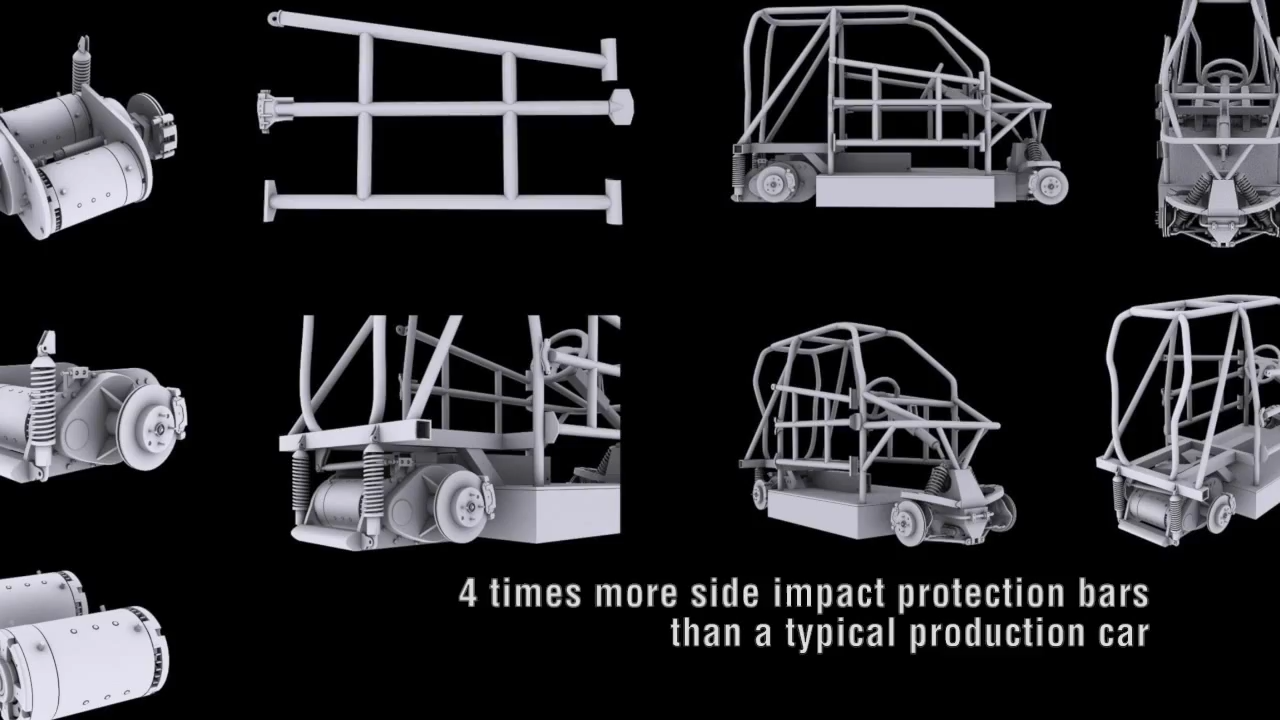 4 times more side impact protection bars
than a typical production car